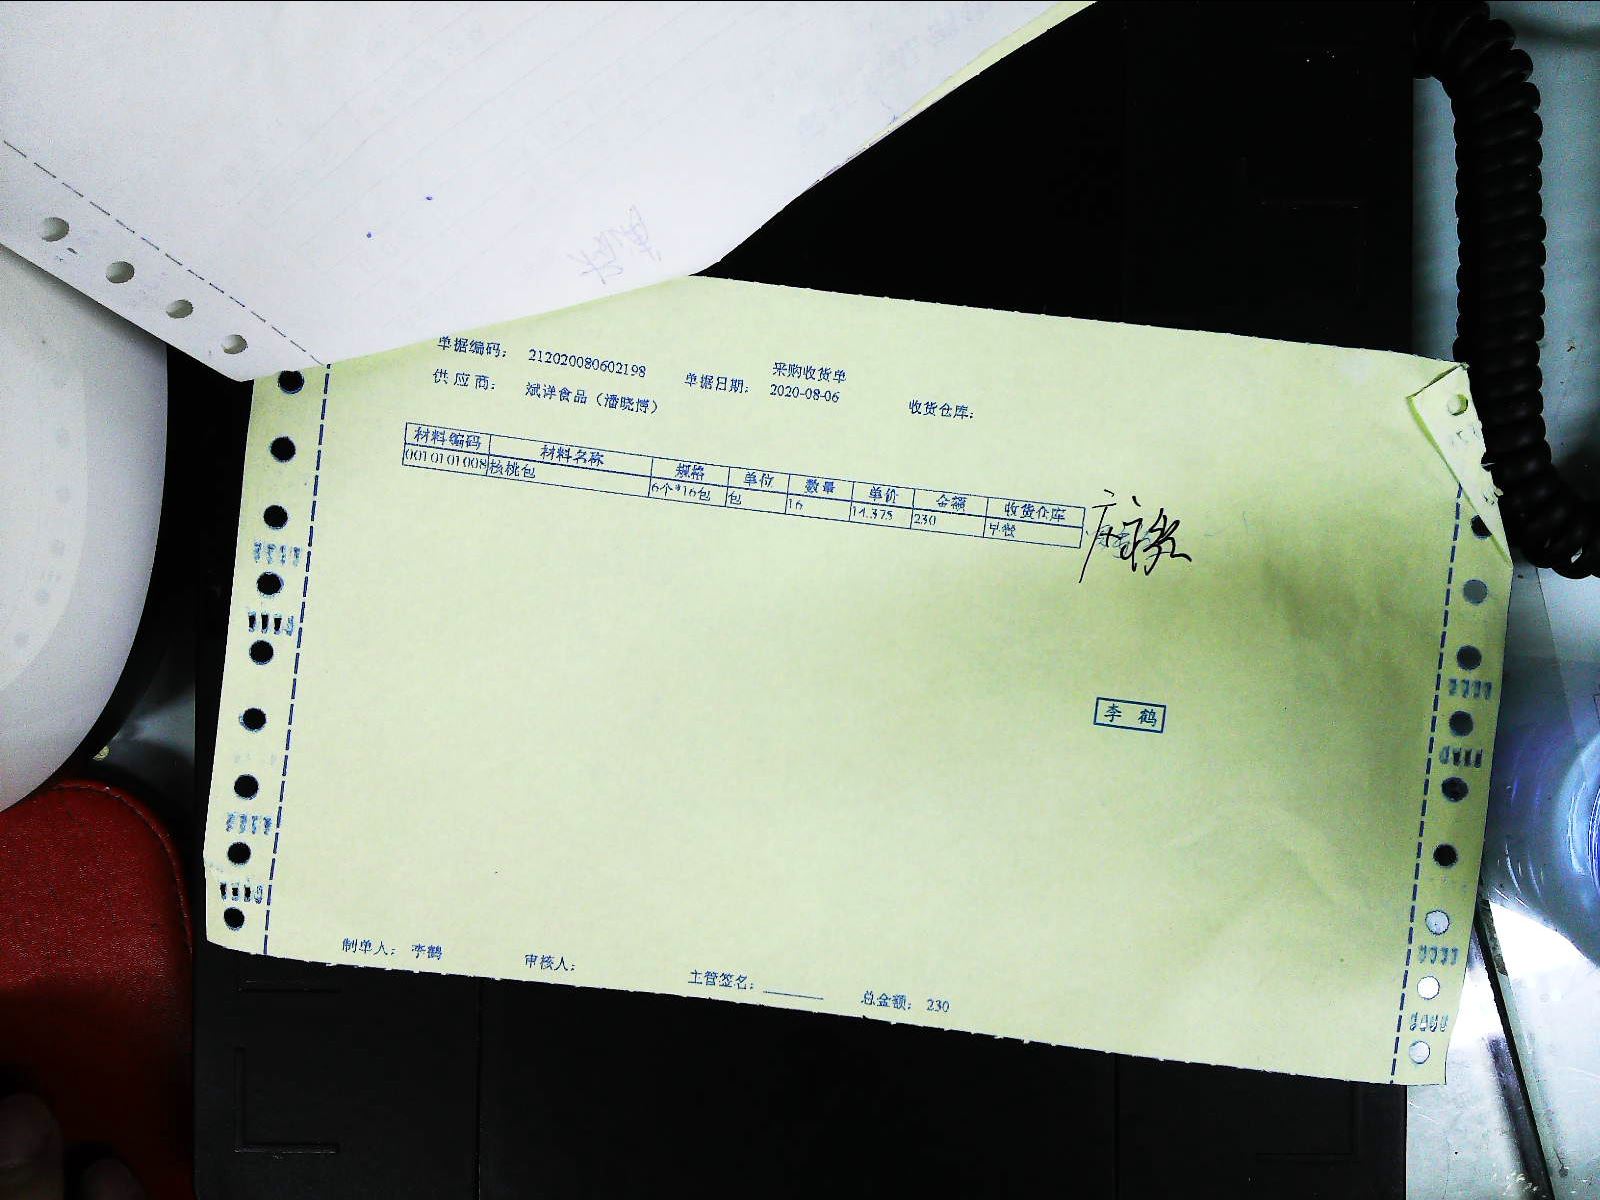 采购收货单
单据编码： 212020080602198 单据日期： 2020-08-06 收货仓库：
供应商： 斌洋食品（潘晓博）
材料编码 材料名称 规格 单位 数量 单价 金额 收货仓库
0010101008 核桃包 6个*16包 包 16 14.375 230 早餐
李 鹤
制单人： 李鹤 审核人： 主管签名：______ 总金额： 230